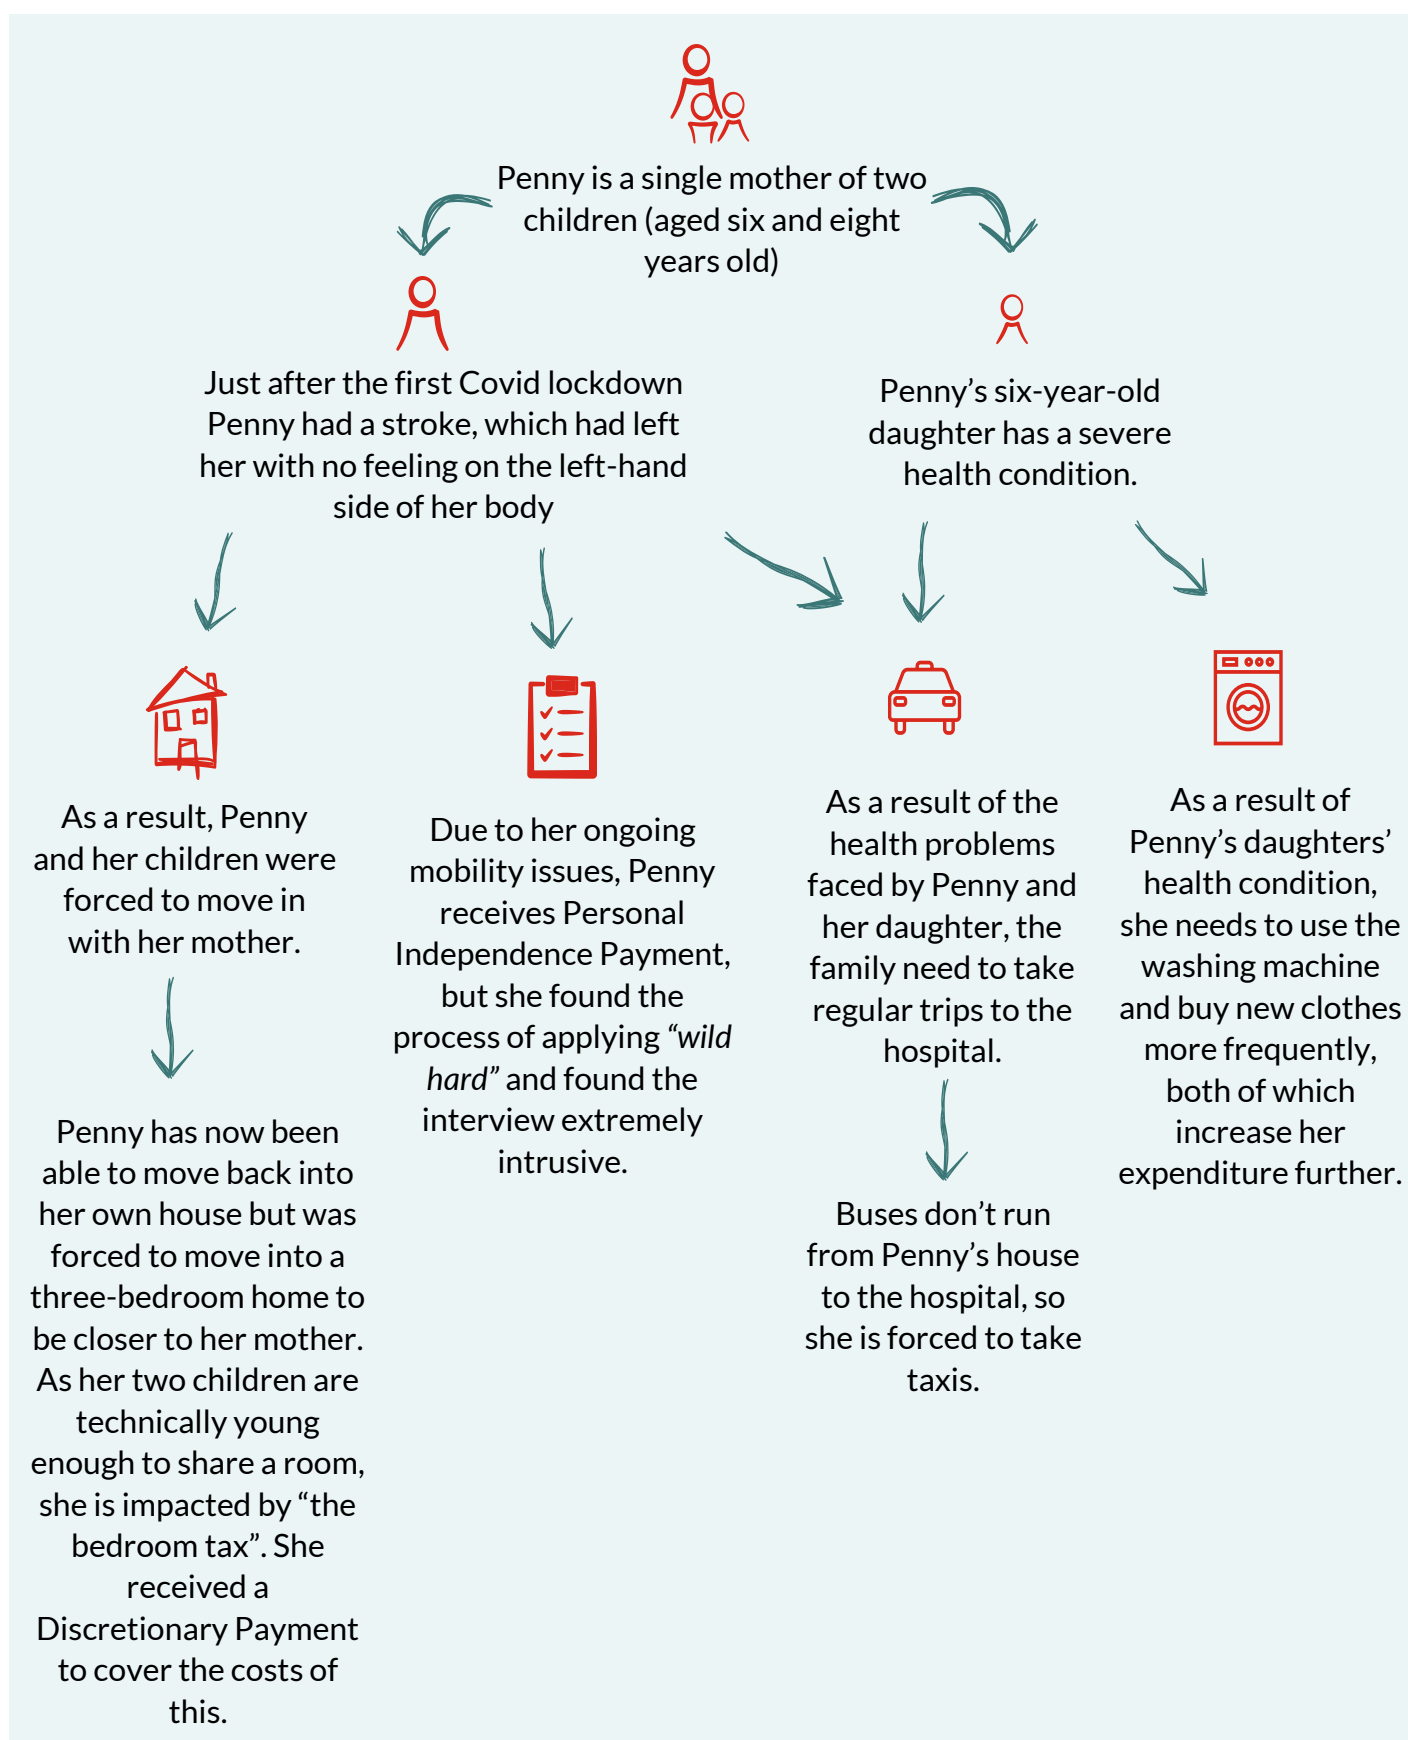 Penny is a single mother of two
children (aged six and eight
years old)
Just after the first Covid lockdown
Penny had a stroke, which had left
her with no feeling on the left-hand
side of her body
Penny’s six-year-old
daughter has a severe
health condition.
As a result, Penny
and her children were
forced to move in
with her mother.
Penny has now been
able to move back into
her own house but was
forced to move into a
three-bedroom home to
be closer to her mother.
As her two children are
technically young
enough to share a room,
she is impacted by “the
bedroom tax”. She
received a
Discretionary Payment
to cover the costs of
this.
Due to her ongoing
mobility issues, Penny
receives Personal
Independence Payment,
but she found the
process of applying “wild
hard” and found the
interview extremely
intrusive.
As a result of the
health problems
faced by Penny and
her daughter, the
family need to take
regular trips to the
hospital.
Buses don’t run
from Penny’s house
to the hospital, so
she is forced to take
taxis.
As a result of
Penny’s daughters’
health condition,
she needs to use the
washing machine
and buy new clothes
more frequently,
both of which
increase her
expenditure further.